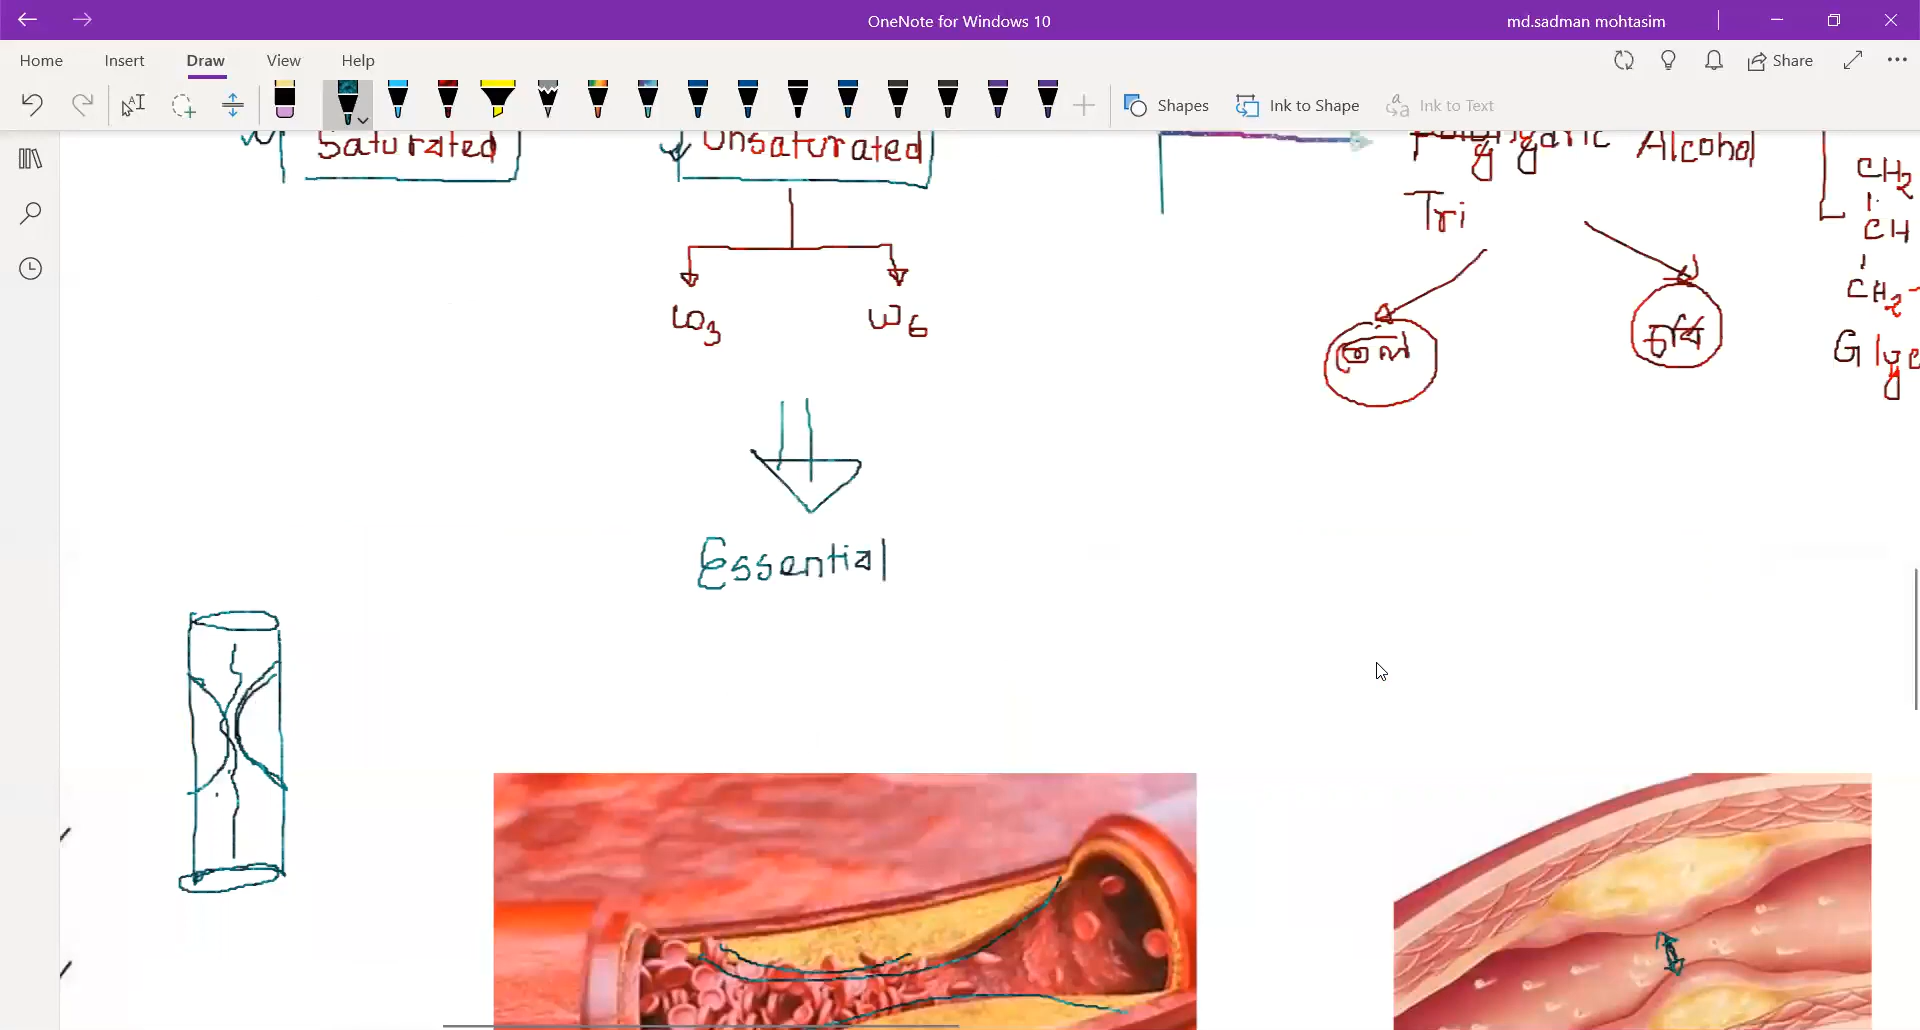 OneNote for Windows 10
md.sadman mohtasim
Home Insert Draw View Help
Share
Shapes Ink to Shape Ink to Text
Saturated
Unsaturated
Alcohol
Tri
CH2
CH
CH2
ω3
ω6
তেল
চর্বি
Essential